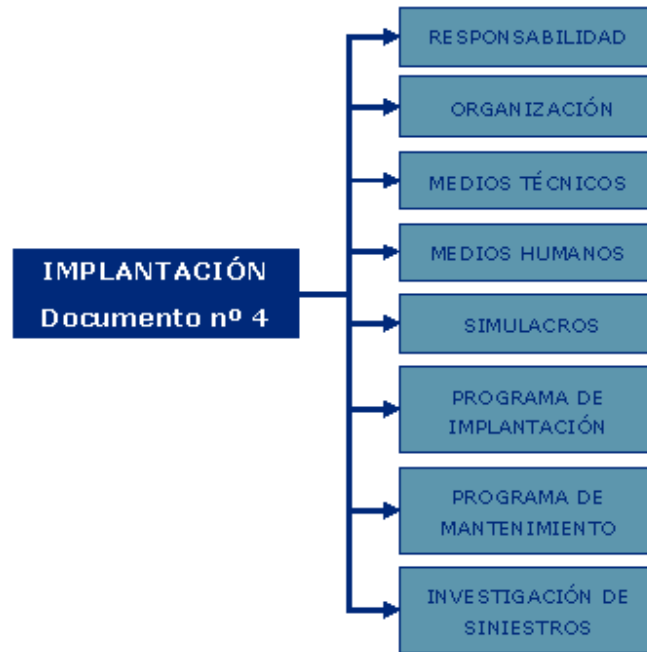 IMPLANTACIÓN
Documento nº 4
RESPONSABILIDAD
ORGANIZACIÓN
MEDIOS TÉCNICOS
MEDIOS HUMANOS
SIMULACROS
PROGRAMA DE
IMPLANTACIÓN
PROGRAMA DE
MANTENIMIENTO
INVESTIGACIÓN DE
SINIESTROS